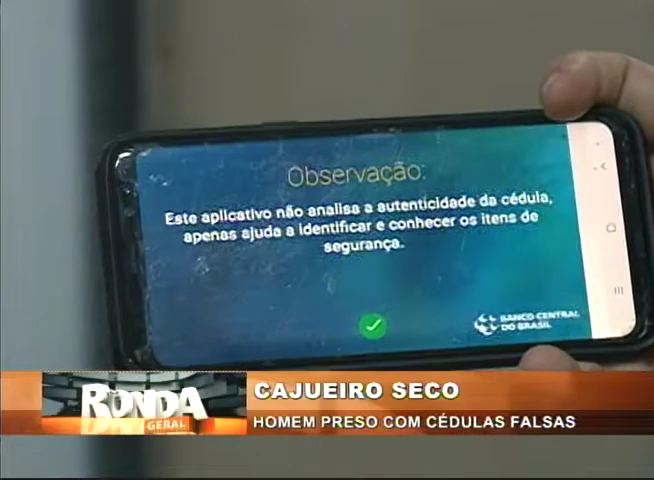 Observação:
Este aplicativo não analisa a autenticidade da cédula,
apenas ajuda a identificar e conhecer os itens de
segurança.
BANCO CENTRAL
DO BRASIL
RONDA
GERAL
CAJUEIRO SECO
HOMEM PRESO COM CÉDULAS FALSAS